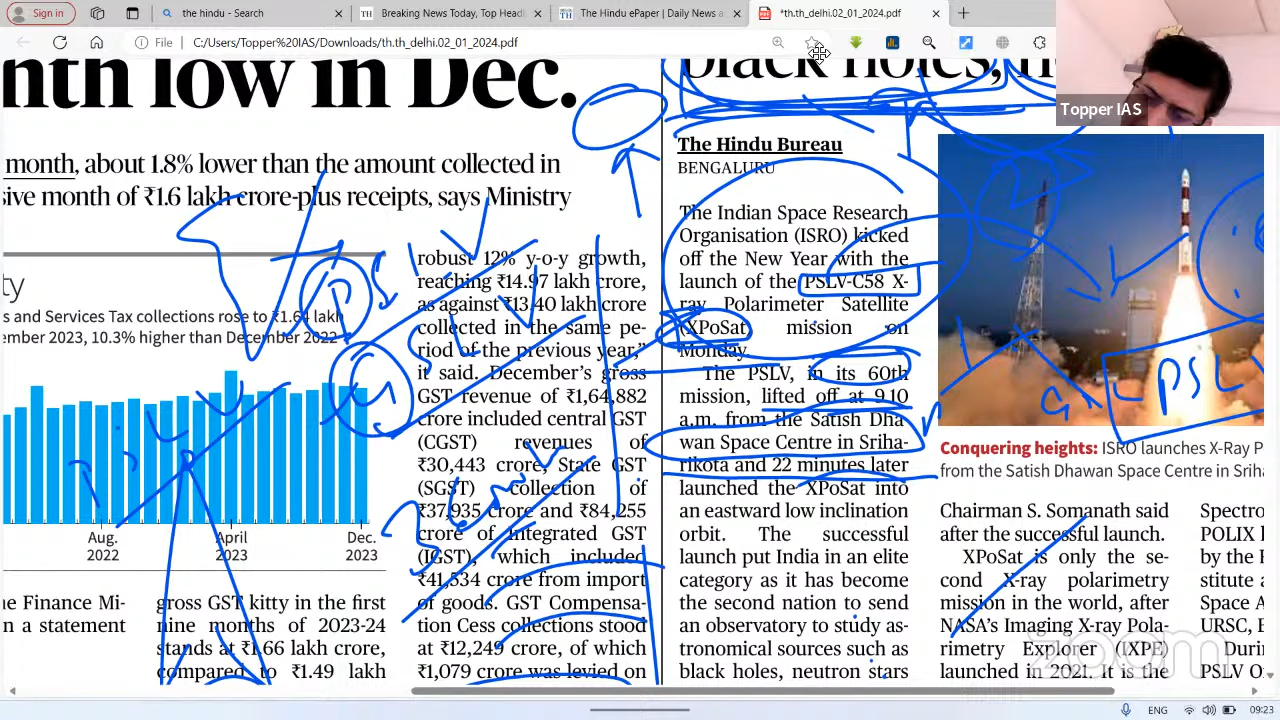 Sign in
the hindu - Search
Breaking News Today, Top Headl
The Hindu ePaper | Daily News a
*th.th_delhi.02_01_2024.pdf
File
C:/Users/Topper%20IAS/Downloads/th.th_delhi.02_01_2024.pdf
Topper IAS
nth low in Dec.
month, about 1.8% lower than the amount collected in
sive month of ₹1.6 lakh crore-plus receipts, says Ministry
ty
s and Services Tax collections rose to ₹1.64 lakh
ember 2023, 10.3% higher than December 2022
Aug.
2022
April
2023
Dec.
2023
e Finance Mi-
n a statement
gross GST kitty in the first
nine months of 2023-24
stands at ₹1.66 lakh crore,
compared to ₹1.49 lakh
robust 12% y-o-y growth,
reaching ₹14.97 lakh crore,
as against ₹13.40 lakh crore
collected in the same pe-
riod of the previous year,”
it said. December’s gross
GST revenue of ₹1,64,882
crore included central GST
(CGST) revenues of
₹30,443 crore, State GST
(SGST) collection of
₹37,935 crore and ₹84,255
crore of Integrated GST
(IGST), which included
₹41,534 crore from import
of goods. GST Compensa-
tion Cess collections stood
at ₹12,249 crore, of which
₹1,079 crore was levied on
black holes,
The Hindu Bureau
BENGALURU
The Indian Space Research
Organisation (ISRO) kicked
off the New Year with the
launch of the PSLV-C58 X-
ray Polarimeter Satellite
(XPoSat) mission on
Monday.
The PSLV, in its 60th
mission, lifted off at 9.10
a.m. from the Satish Dha-
wan Space Centre in Sriha-
rikota and 22 minutes later
launched the XPoSat into
an eastward low inclination
orbit. The successful
launch put India in an elite
category as it has become
the second nation to send
an observatory to study as-
tronomical sources such as
black holes, neutron stars
PSLV
Conquering heights: ISRO launches X-Ray P
from the Satish Dhawan Space Centre in Srih
Chairman S. Somanath said
after the successful launch.
XPoSat is only the se-
cond X-ray polarimetry
mission in the world, after
NASA’s Imaging X-ray Pola-
rimetry Explorer (IXPE)
launched in 2021. It is the
Spectro
POLIX
by the
stitute a
Space A
URSC,
Duri
PSLV O
zoom
ENG
09:23